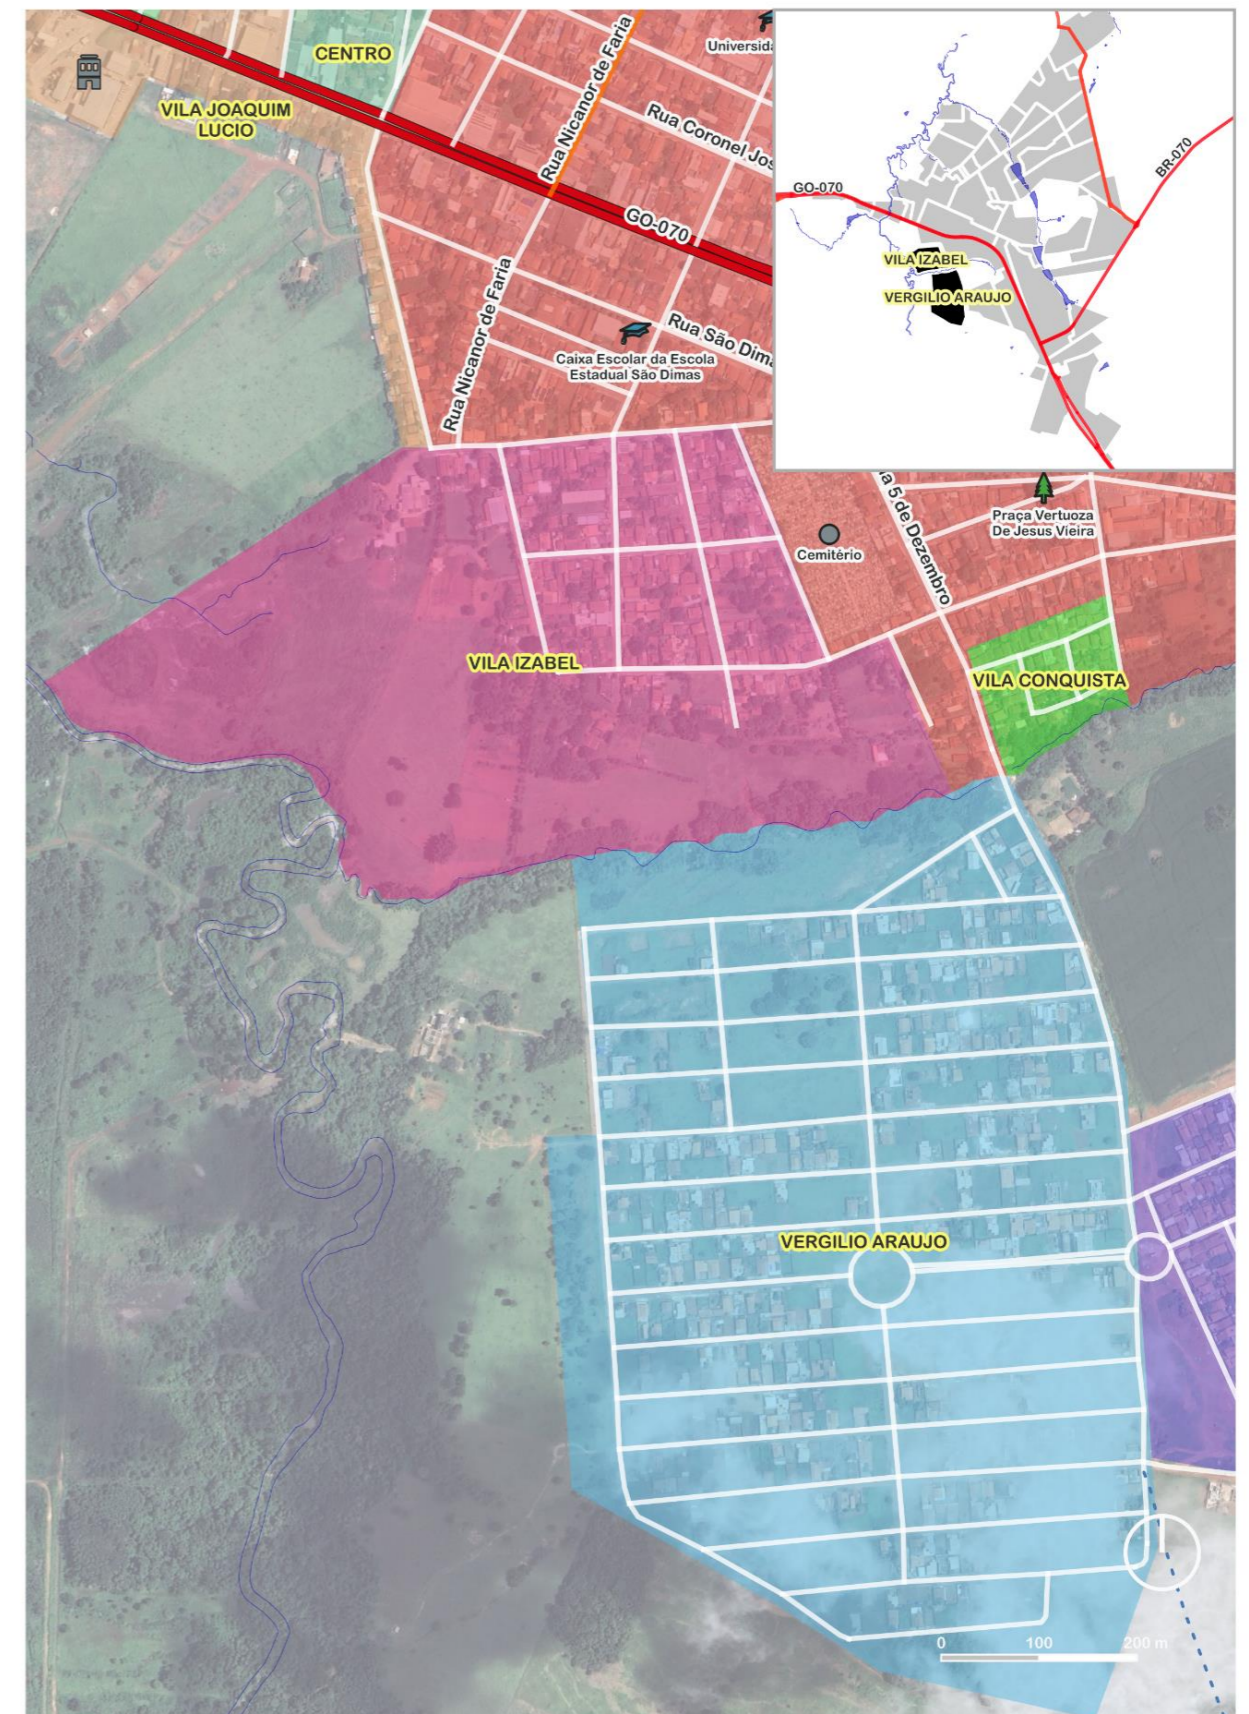 CENTRO
VILA JOAQUIM
LUCIO
Rua Nicanor de Faria
Universida
Rua Coronel Jos
GO-070
Rua Nicanor de Faria
Rua São Dima
Caixa Escolar da Escola
Estadual São Dimas
GO-070
BR-070
VILA IZABEL
VERGILIO ARAUJO
5 de Dezembro
Praça Vertuoza
De Jesus Vieira
Cemitério
VILA IZABEL
VILA CONQUISTA
VERGILIO ARAUJO
0 100 200 m